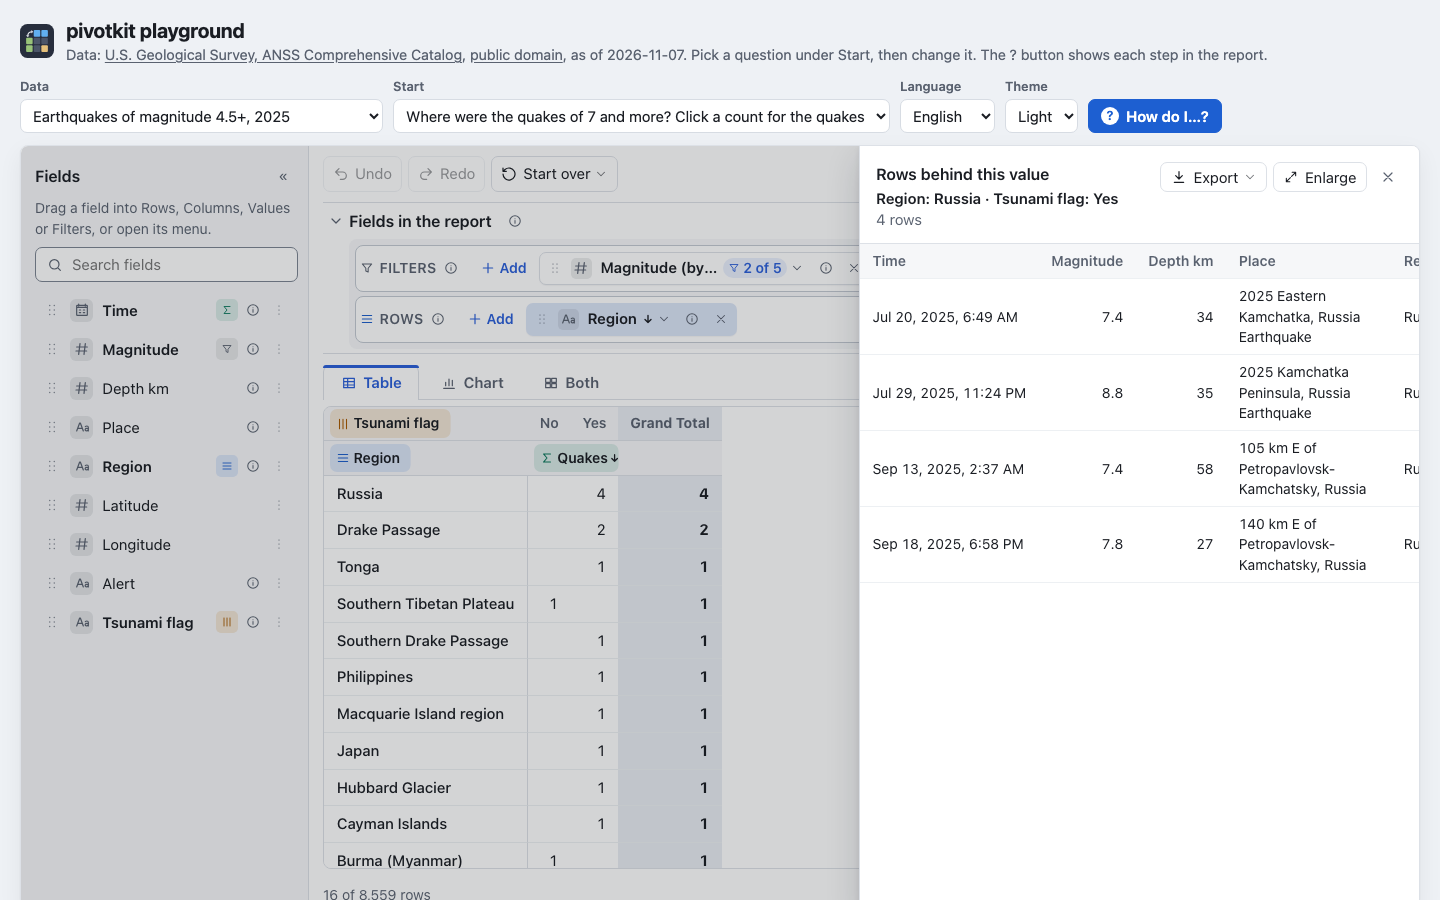 pivotkit playground
Data: U.S. Geological Survey, ANSS Comprehensive Catalog, public domain, as of 2026-11-07. Pick a question under Start, then change it. The ? button shows each step in the report.
Data
Start
Language
Theme
Earthquakes of magnitude 4.5+, 2025
Where were the quakes of 7 and more? Click a count for the quakes
English
Light
? How do I...?
Fields «
Drag a field into Rows, Columns, Values
or Filters, or open its menu.
Search fields
Time Σ
# Magnitude
# Depth km
Aa Place
Aa Region
# Latitude
# Longitude
Aa Alert
Aa Tsunami flag
Undo
Redo
Start over
Fields in the report
FILTERS + Add # Magnitude (by... 2 of 5
ROWS + Add Aa Region ↓
Table
Chart
Both
Tsunami flag No Yes Grand Total
Region Σ Quakes ↓
Russia 4 4
Drake Passage 2 2
Tonga 1 1
Southern Tibetan Plateau 1 1
Southern Drake Passage 1 1
Philippines 1 1
Macquarie Island region 1 1
Japan 1 1
Hubbard Glacier 1 1
Cayman Islands 1 1
Burma (Myanmar) 1 1
16 of 8,559 rows
Rows behind this value
Region: Russia · Tsunami flag: Yes
4 rows
Export
Enlarge
Time Magnitude Depth km Place Re
Jul 20, 2025, 6:49 AM 7.4 34 2025 Eastern Kamchatka, Russia Earthquake Ru
Jul 29, 2025, 11:24 PM 8.8 35 2025 Kamchatka Peninsula, Russia Earthquake Ru
Sep 13, 2025, 2:37 AM 7.4 58 105 km E of Petropavlovsk-Kamchatsky, Russia Ru
Sep 18, 2025, 6:58 PM 7.8 27 140 km E of Petropavlovsk-Kamchatsky, Russia Ru